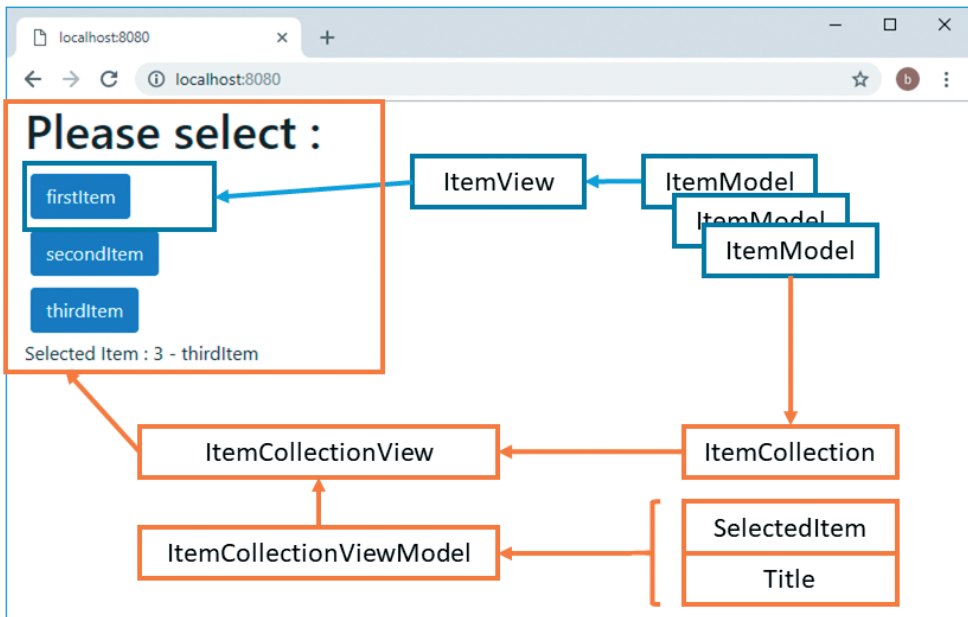 localhost:8080
localhost:8080
b
Please select :
firstItem
secondItem
thirdItem
Selected Item : 3 - thirdItem
ItemView
ItemModel
ItemModel
ItemModel
ItemCollectionView
ItemCollection
ItemCollectionViewModel
SelectedItem
Title